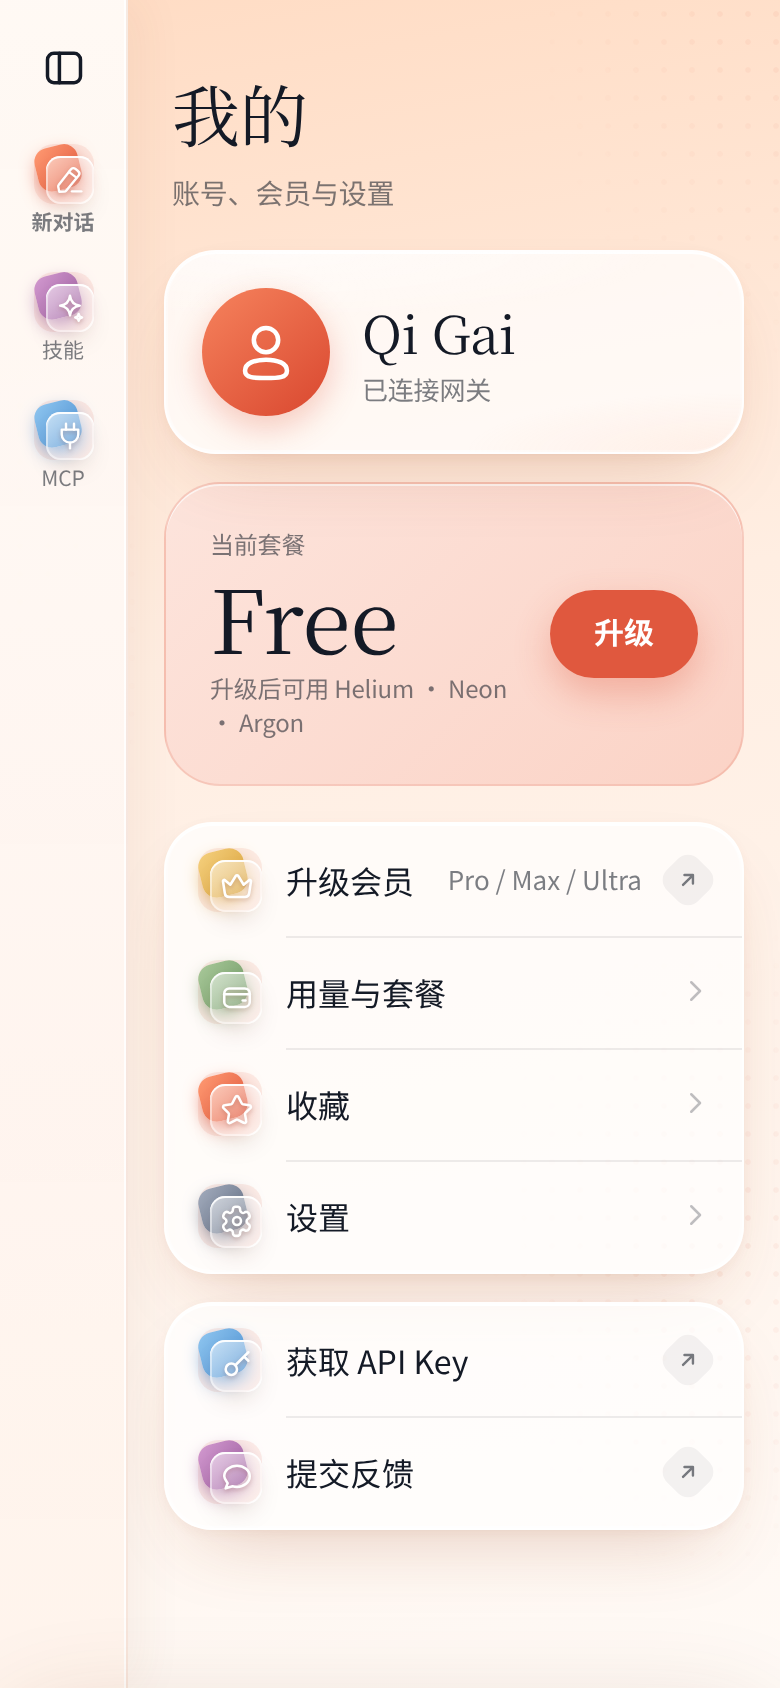 我的
账号、会员与设置
新对话
技能
MCP
Qi Gai
已连接网关
当前套餐
Free
升级后可用 Helium · Neon
· Argon
升级
升级会员 Pro / Max / Ultra
用量与套餐
收藏
设置
获取 API Key
提交反馈